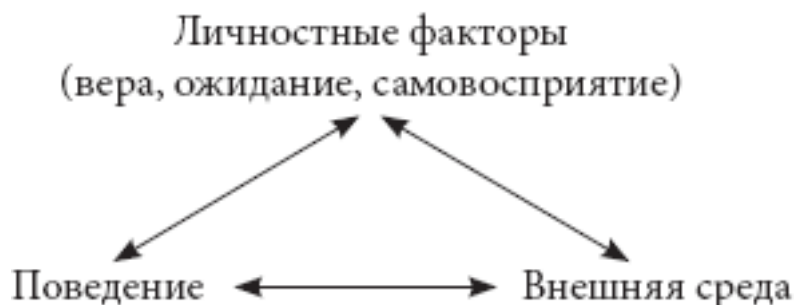 Личностные факторы
(вера, ожидание, самовосприятие)
Поведение
Внешняя среда